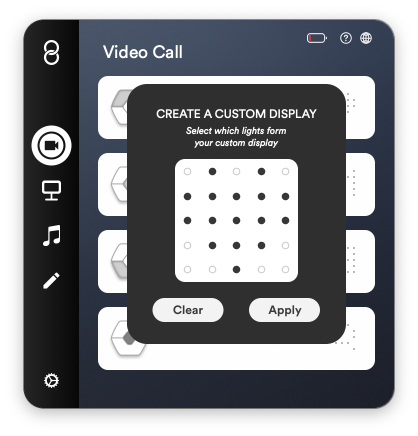 Video Call
CREATE A CUSTOM DISPLAY
Select which lights form
your custom display
Clear
Apply